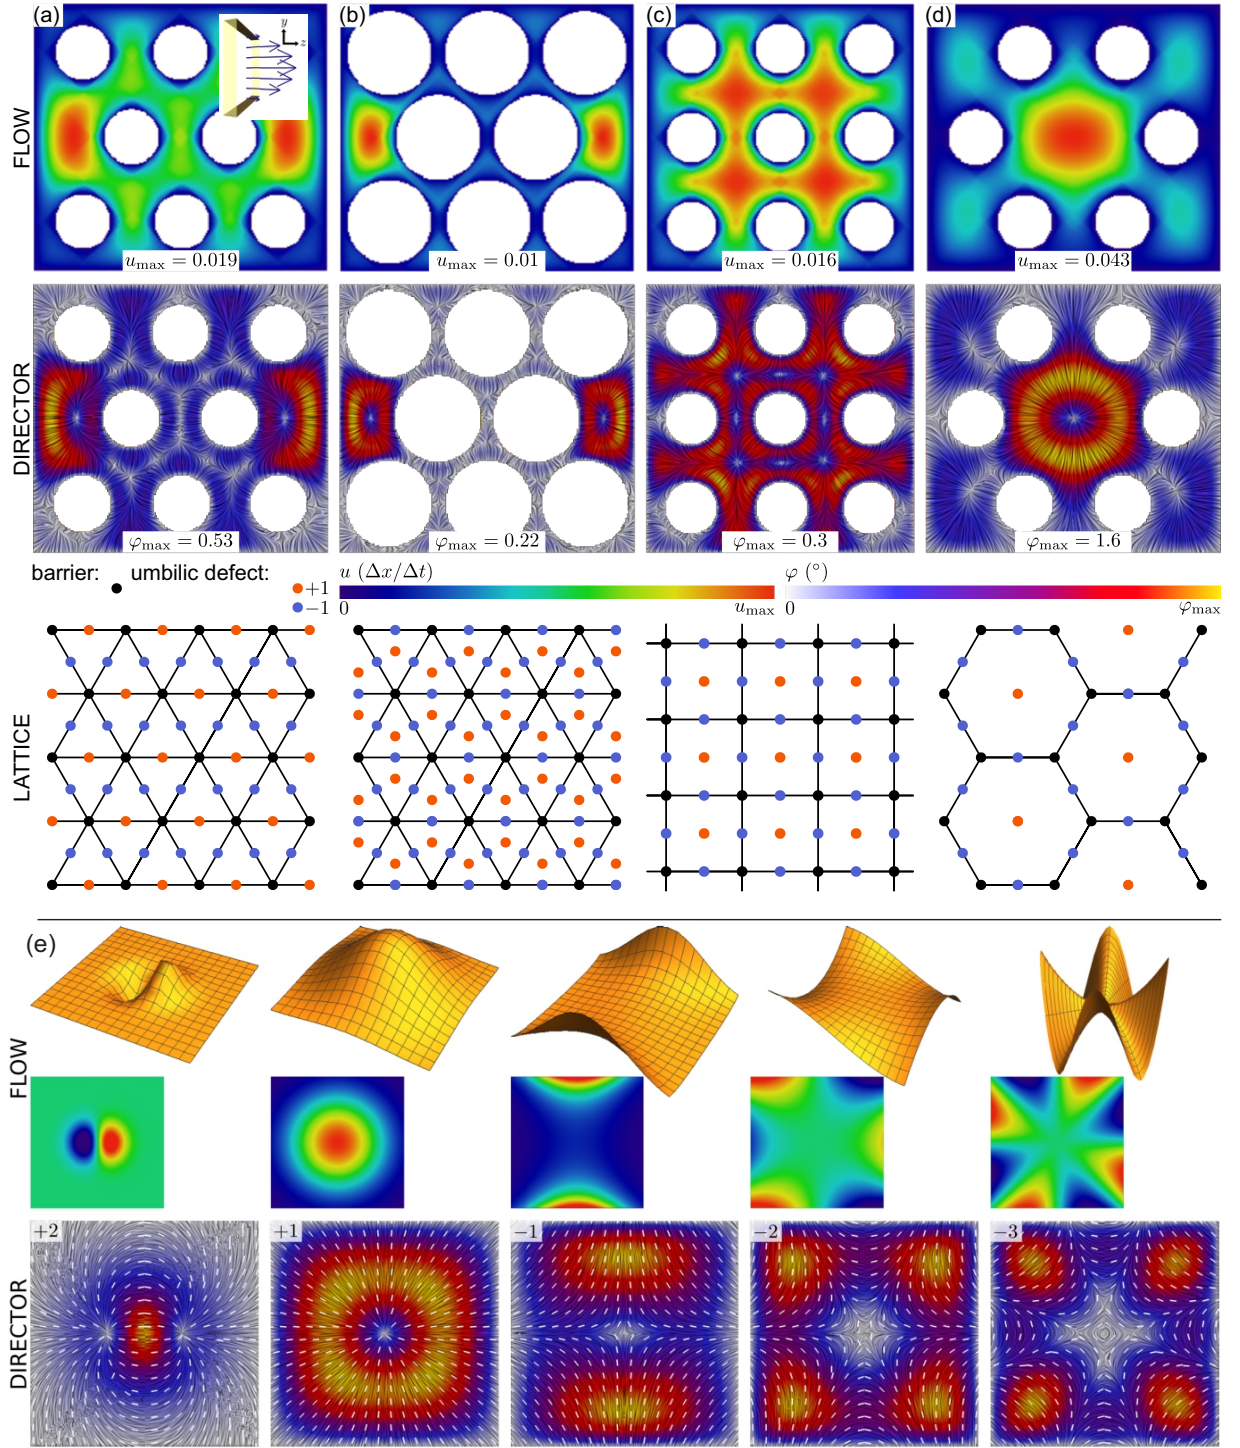 (a)
(b)
(c)
(d)
y
z
FLOW
u_max = 0.019
u_max = 0.01
u_max = 0.016
u_max = 0.043
DIRECTOR
φ_max = 0.53
φ_max = 0.22
φ_max = 0.3
φ_max = 1.6
barrier: umbilic defect: +1
−1
u (Δx/Δt)
0 u_max
φ (°)
0 φ_max
LATTICE
(e)
FLOW
DIRECTOR
+2
+1
−1
−2
−3